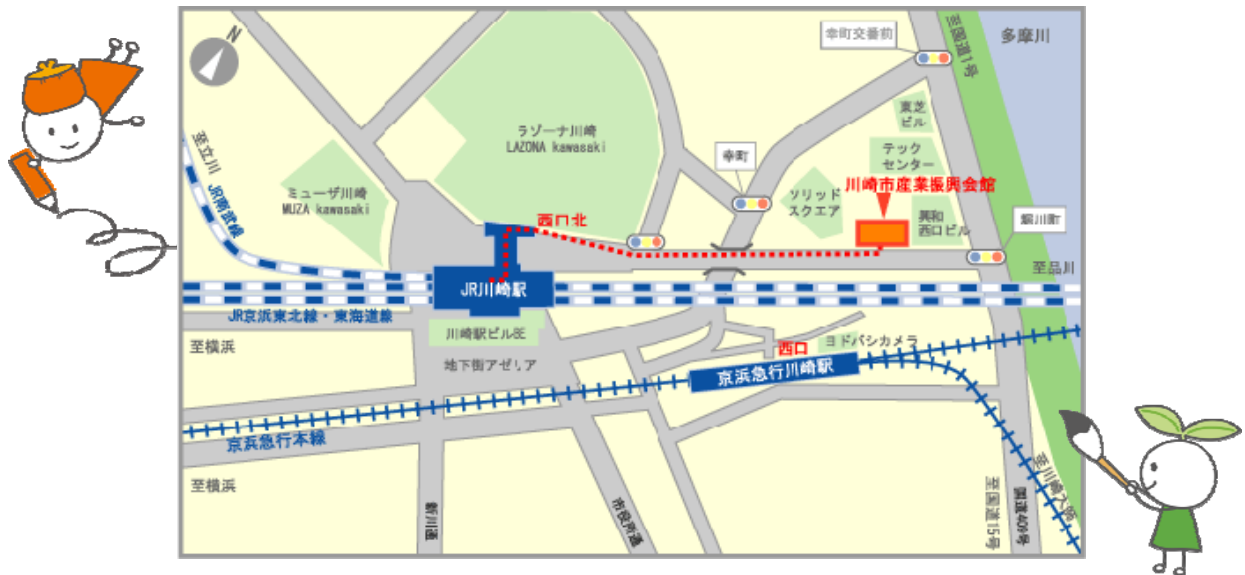 N
幸町交番前
至国道1号
多摩川
東芝
ビル
ラゾーナ川崎
LAZONA kawasaki
至立川
JR南武線
幸町
テック
センター
ミューザ川崎
MUZA kawasaki
ソリッド
スクエア
川崎市産業振興会館
西口北
興和
西口ビル
堀川町
至品川
JR川崎駅
JR京浜東北線・東海道線
川崎駅ビルBE
至横浜
西口
ヨドバシカメラ
地下街アゼリア
京浜急行川崎駅
京浜急行本線
至横浜
新川通
市役所通
至国道15号
国道409号
至川崎大師